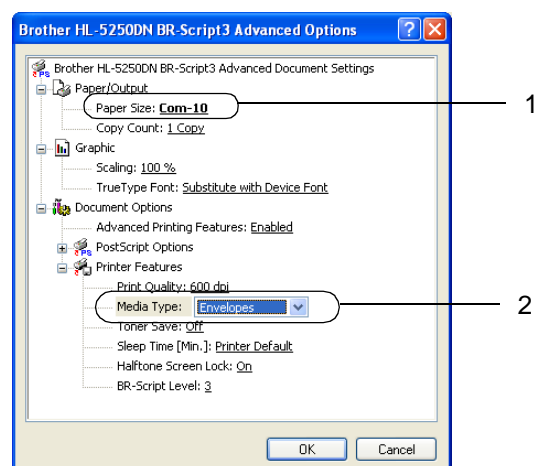 Brother HL-5250DN BR-Script3 Advanced Options
Brother HL-5250DN BR-Script3 Advanced Document Settings
Paper/Output
Paper Size: Com-10
1
Copy Count: 1 Copy
Graphic
Scaling: 100 %
TrueType Font: Substitute with Device Font
Document Options
Advanced Printing Features: Enabled
PostScript Options
Printer Features
Print Quality: 600 dpi
Media Type: Envelopes
2
Toner Save: Off
Sleep Time [Min.]: Printer Default
Halftone Screen Lock: On
BR-Script Level: 3
OK Cancel